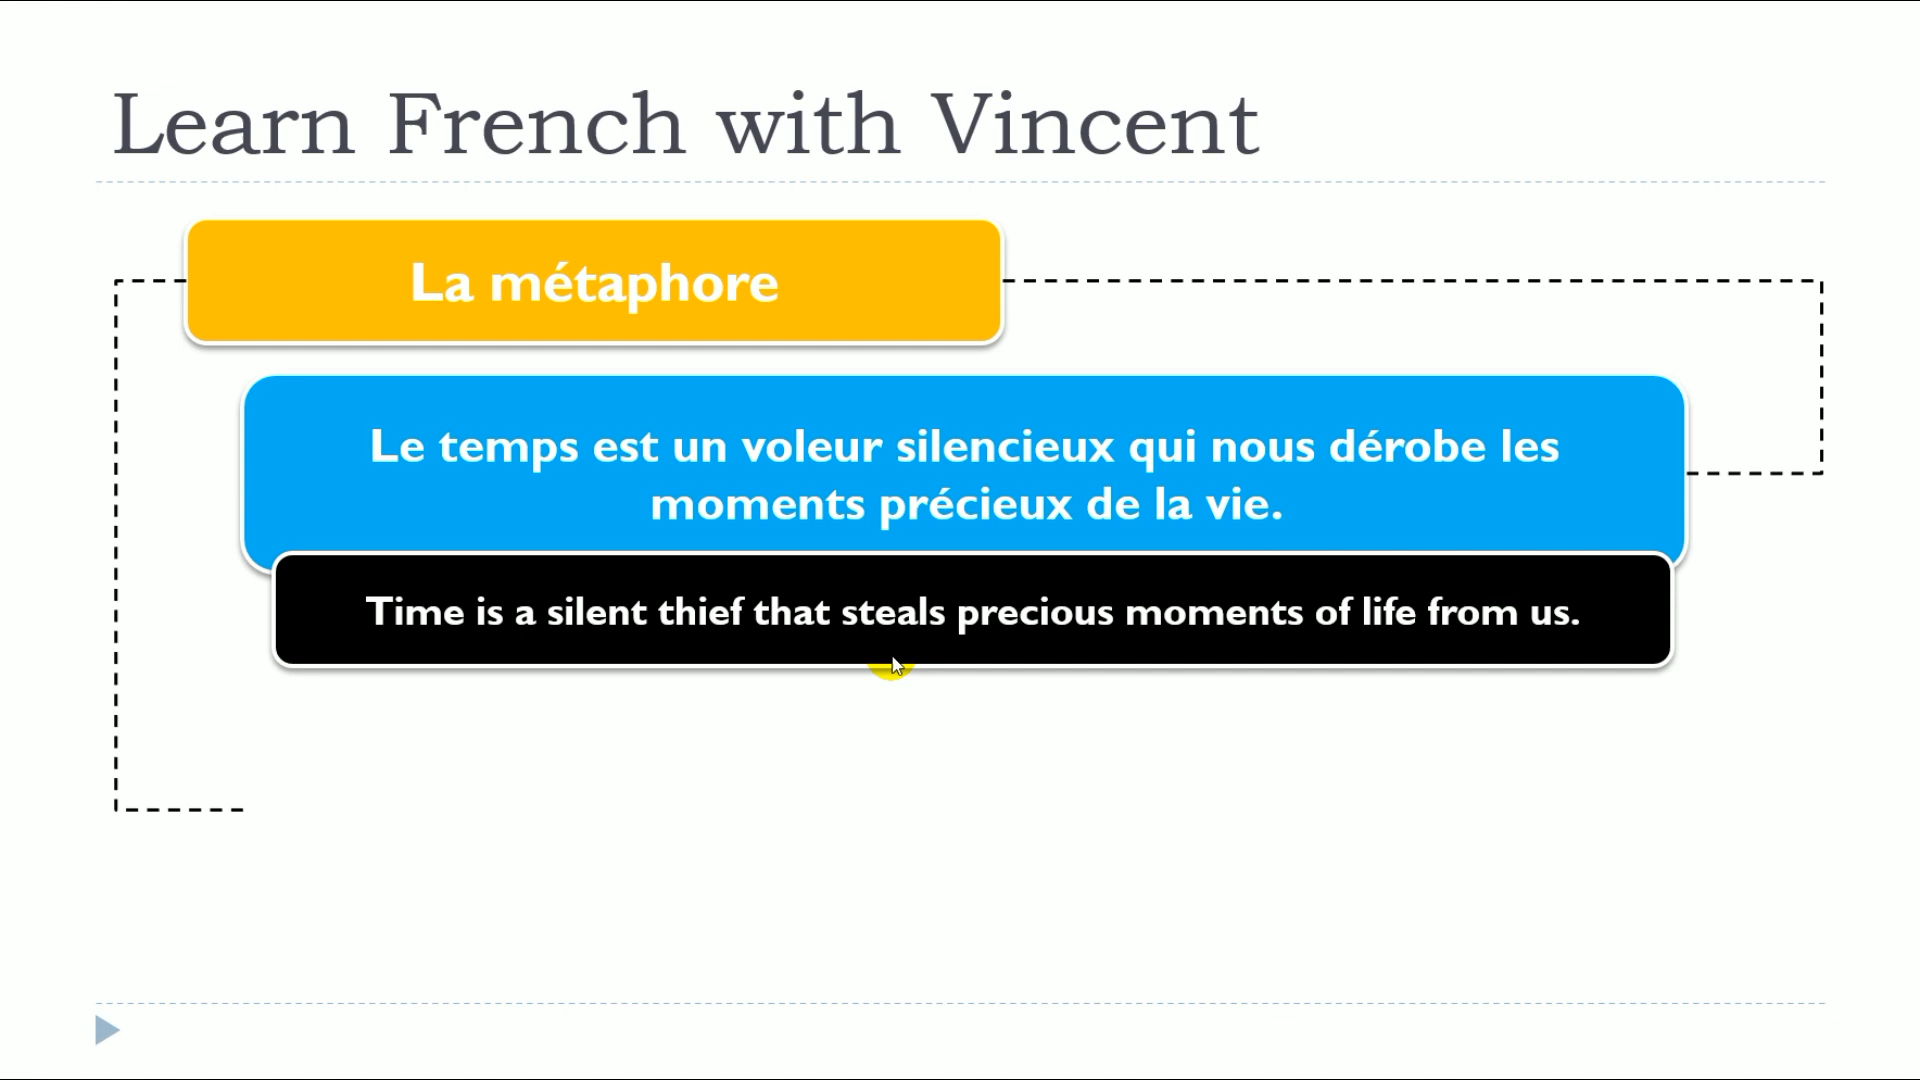 Learn French with Vincent
La métaphore
Le temps est un voleur silencieux qui nous dérobe les
moments précieux de la vie.
Time is a silent thief that steals precious moments of life from us.